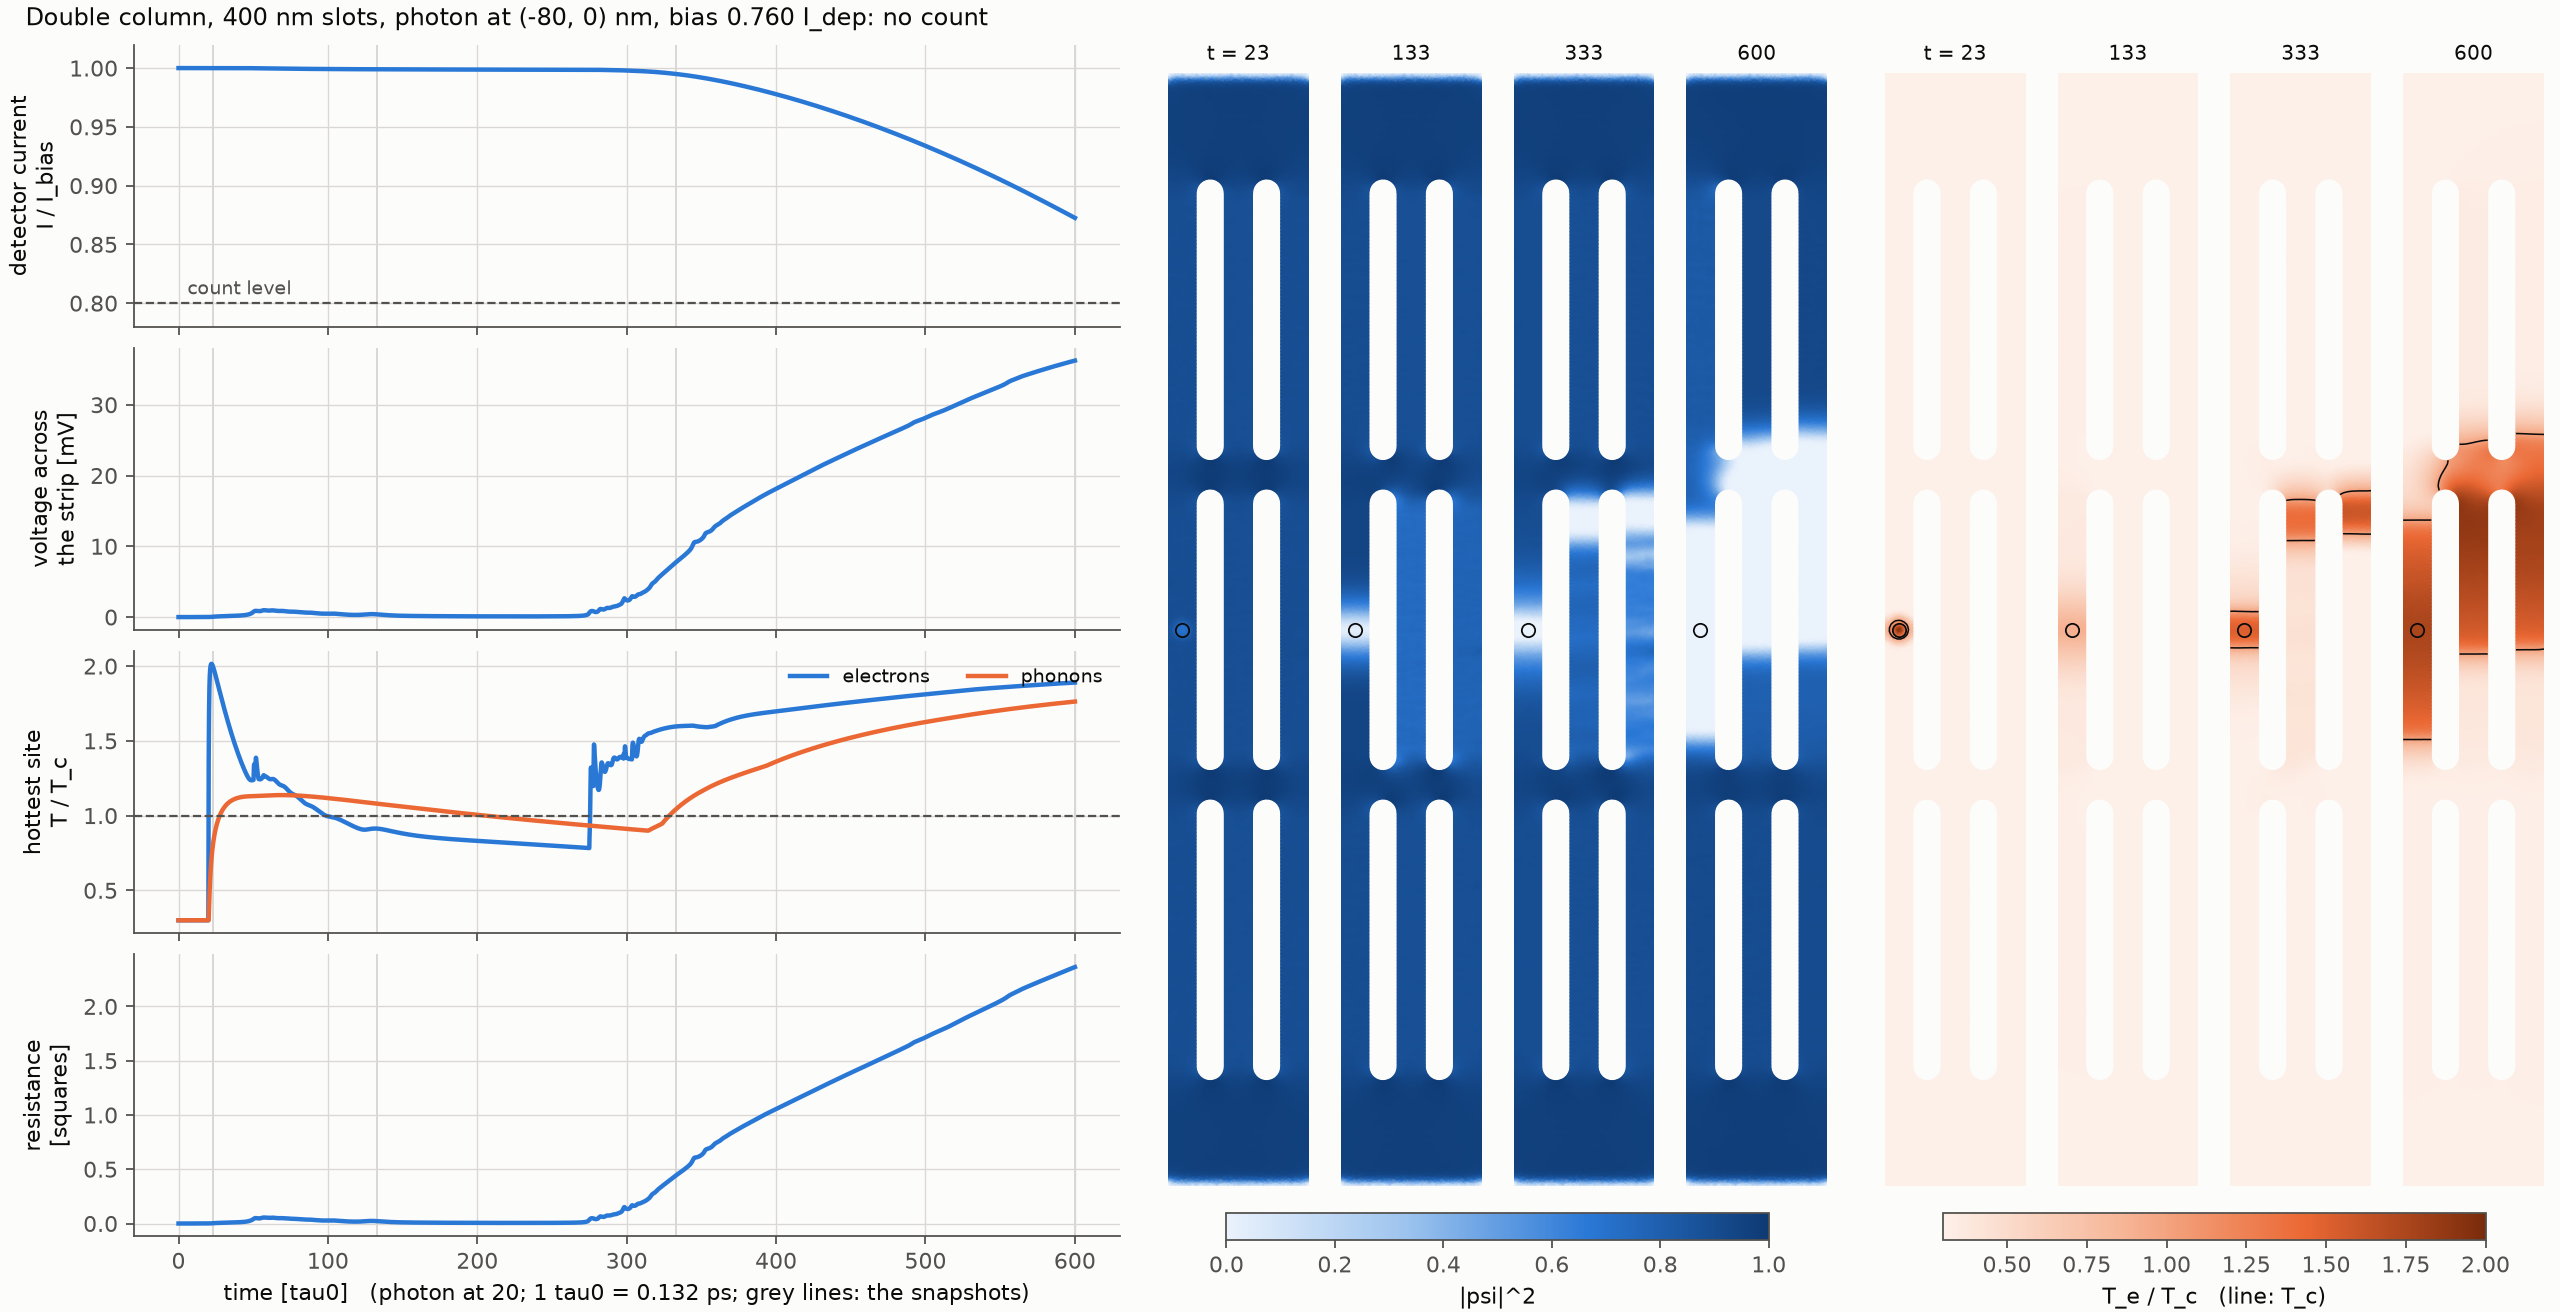 Double column, 400 nm slots, photon at (-80, 0) nm, bias 0.760 I_dep: no count
detector current
I / I_bias
1.00
0.95
0.90
0.85
0.80
count level
voltage across
the strip [mV]
30
20
10
0
hottest site
T / T_c
2.0
1.5
1.0
0.5
electrons
phonons
resistance
[squares]
2.0
1.5
1.0
0.5
0.0
0
100
200
300
400
500
600
time [tau0]   (photon at 20; 1 tau0 = 0.132 ps; grey lines: the snapshots)
t = 23
133
333
600
0.0
0.2
0.4
0.6
0.8
1.0
|psi|^2
t = 23
133
333
600
0.50
0.75
1.00
1.25
1.50
1.75
2.00
T_e / T_c   (line: T_c)